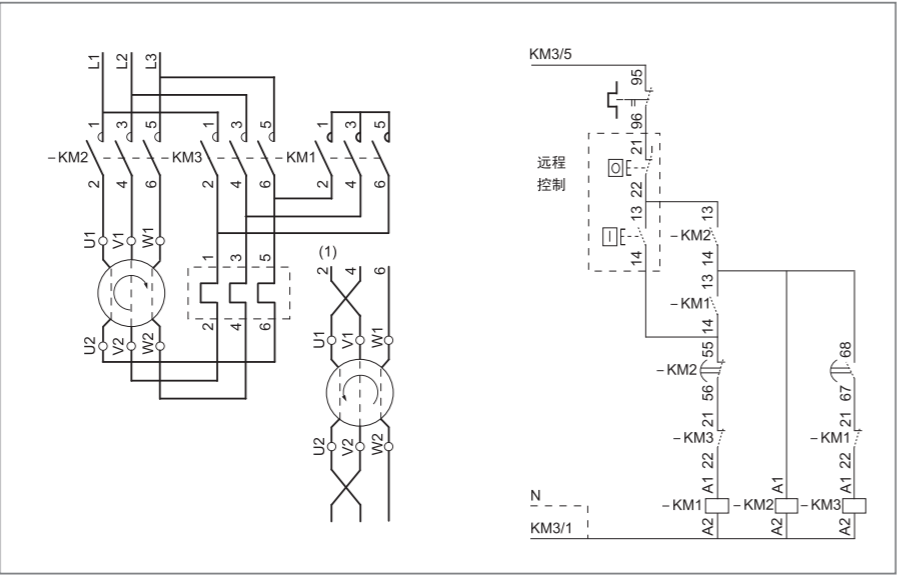 L1 L2 L3
1 3 5 1 3 5 1 3 5
-KM2 -KM3 -KM1
2 4 6 2 4 6 2 4 6
U1 V1 W1
1 3 5
2 4 6
U2 V2 W2
(1)
2 4 6
U1 V1 W1
U2 V2 W2
KM3/5
95
96
远程
控制
21
O
22
13
I
14
13
-KM2
14
13
-KM1
14
55
-KM2
56
68
67
21
-KM3
22
21
-KM1
22
A1 A1 A1
-KM1 -KM2 -KM3
A2 A2 A2
N
KM3/1